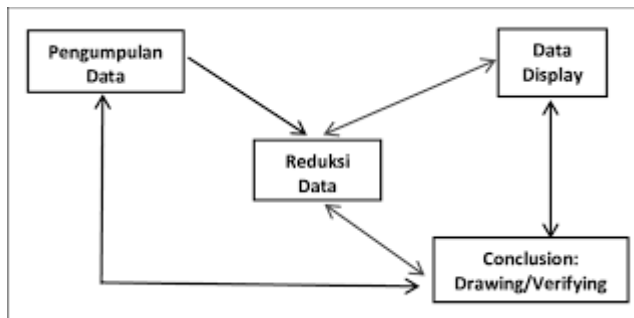 Pengumpulan
Data
Data
Display
Reduksi
Data
Conclusion:
Drawing/Verifying